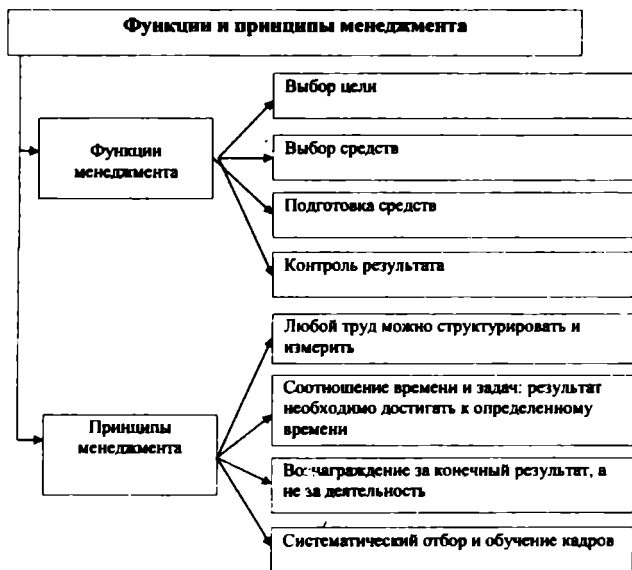 Функции и принципы менеджмента
Функции
менеджмента
Выбор цели
Выбор средств
Подготовка средств
Контроль результата
Принципы
менеджмента
Любой труд можно структурировать и
измерить
Соотношение времени и задач: результат
необходимо достигать к определенному
времени
Вознаграждение за конечный результат, а
не за деятельность
Систематический отбор и обучение кадров